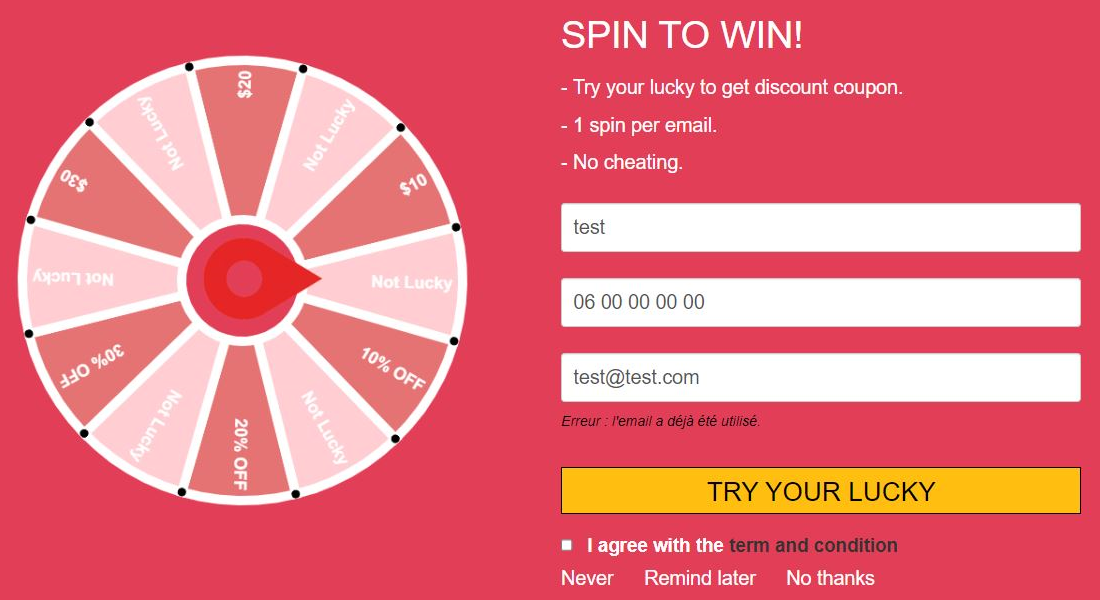 $20
Not Lucky
$10
Not Lucky
10% OFF
Not Lucky
20% OFF
Not Lucky
30% OFF
Not Lucky
$30
Not Lucky
SPIN TO WIN!
- Try your lucky to get discount coupon.
- 1 spin per email.
- No cheating.
test
06 00 00 00 00
test@test.com
Erreur : l'email a déjà été utilisé.
TRY YOUR LUCKY
I agree with the term and condition
Never Remind later No thanks